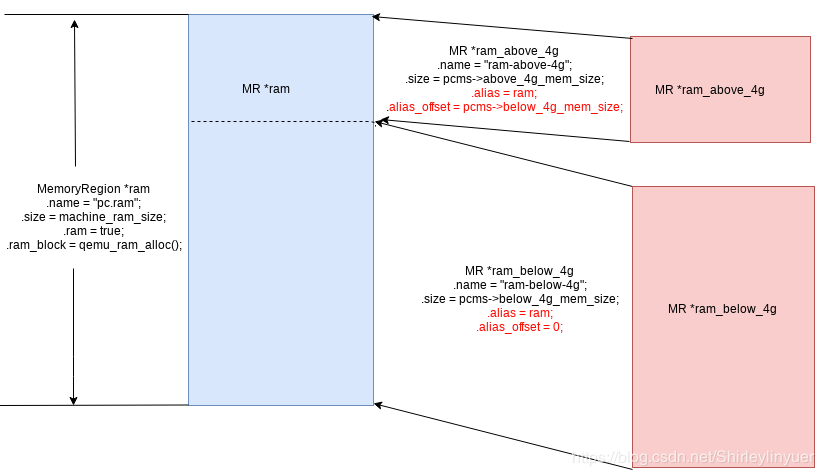 MR *ram
MemoryRegion *ram
.name = "pc.ram";
.size = machine_ram_size;
.ram = true;
.ram_block = qemu_ram_alloc();
MR *ram_above_4g
.name = "ram-above-4g";
.size = pcms->above_4g_mem_size;
.alias = ram;
.alias_offset = pcms->below_4g_mem_size;
MR *ram_above_4g
MR *ram_below_4g
.name = "ram-below-4g";
.size = pcms->below_4g_mem_size;
.alias = ram;
.alias_offset = 0;
MR *ram_below_4g
https://blog.csdn.net/Shirleylinyuer